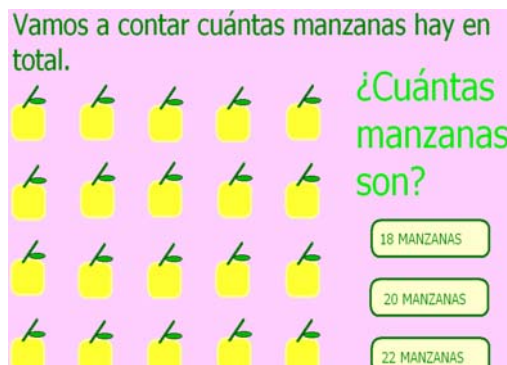 Vamos a contar cuántas manzanas hay en
total.
¿Cuántas
manzanas
son?
18 MANZANAS
20 MANZANAS
22 MANZANAS